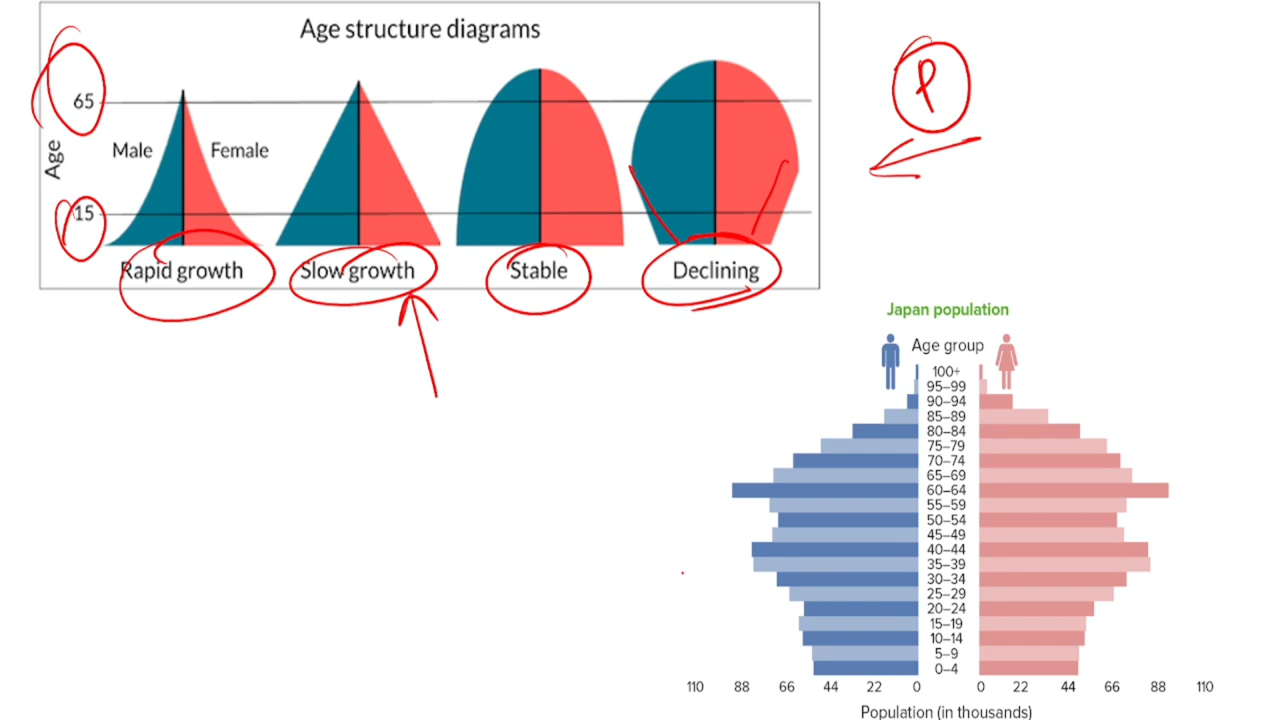 Age structure diagrams
P
65
Age
Male
Female
15
Rapid growth
Slow growth
Stable
Declining
Japan population
Age group
100+
95–99
90–94
85–89
80–84
75–79
70–74
65–69
60–64
55–59
50–54
45–49
40–44
35–39
30–34
25–29
20–24
15–19
10–14
5–9
0–4
110 88 66 44 22 0 0 22 44 66 88 110
Population (in thousands)